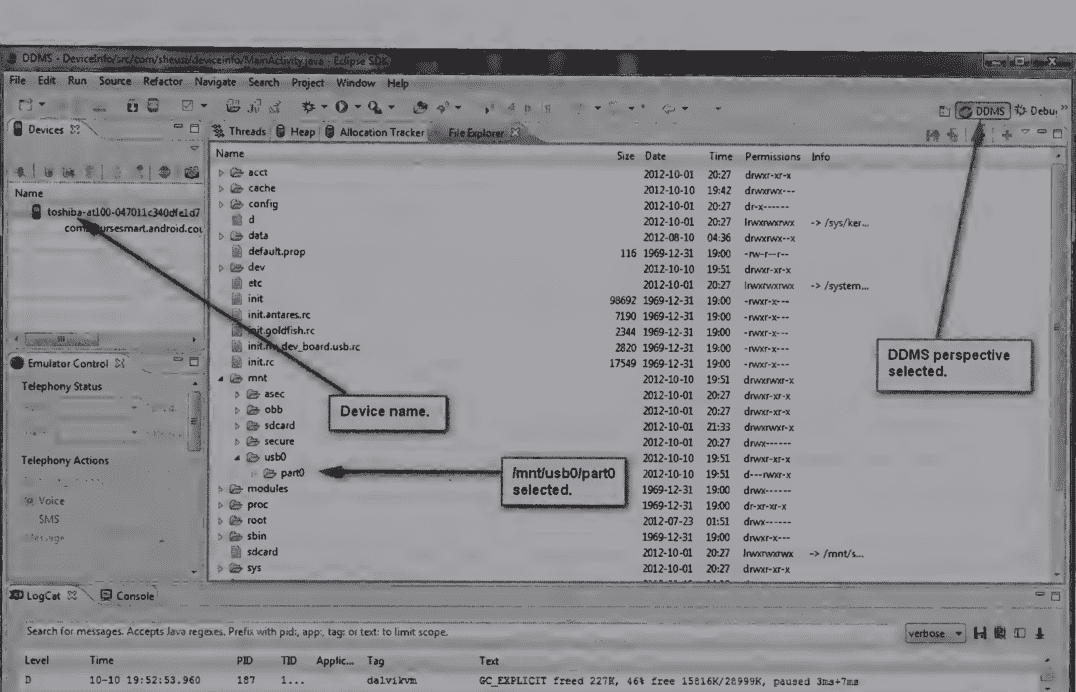 DDMS - DeviceInfo/src/com/sheusi/deviceinfo/MainActivity.java - Eclipse SDK
File Edit Run Source Refactor Navigate Search Project Window Help
DDMS Debu
Devices
Threads Heap Allocation Tracker File Explorer
Name
toshiba-at100-047011c340dfe1d7
Name Size Date Time Permissions Info
acct 2012-10-01 20:27 drwxr-xr-x
cache 2012-10-10 19:42 drwxrwx---
config 2012-10-01 20:27 dr-x------
d 2012-10-01 20:27 lrwxrwxrwx -> /sys/ker...
data 2012-08-10 04:36 drwxrwx--x
default.prop 116 1969-12-31 19:00 -rw-r--r--
dev 2012-10-10 19:51 drwxr-xr-x
etc 2012-10-01 20:27 lrwxrwxrwx -> /system...
init 98692 1969-12-31 19:00 -rwxr-x---
init.antares.rc 7190 1969-12-31 19:00 -rwxr-x---
init.goldfish.rc 2344 1969-12-31 19:00 -rwxr-x---
dev_board.usb.rc 2820 1969-12-31 19:00 -rwxr-x---
init.rc 17549 1969-12-31 19:00 -rwxr-x---
mnt 2012-10-10 19:51 drwxrwxr-x
asec 2012-10-01 20:27 drwxr-xr-x
obb 2012-10-01 20:27 drwxr-xr-x
sdcard 2012-10-01 21:33 drwxrwxr-x
secure 2012-10-01 20:27 drwx------
usb0 2012-10-10 19:51 drwxr-xr-x
part0 2012-10-10 19:51 d---rwxr-x
modules 1969-12-31 19:00 drwx------
proc 1969-12-31 19:00 dr-xr-xr-x
root 2012-07-23 01:51 drwx------
sbin 1969-12-31 19:00 drwxr-x---
sdcard 2012-10-01 20:27 lrwxrwxrwx -> /mnt/s...
sys 2012-10-01 20:27 drwxr-xr-x
Device name.
/mnt/usb0/part0
selected.
DDMS perspective
selected.
Emulator Control
Telephony Status
Telephony Actions
Voice
SMS
Message
LogCat Console
Search for messages. Accepts Java regexes. Prefix with pid:, app:, tag: or text: to limit scope.
verbose
Level Time PID TID Applic... Tag Text
D 10-10 19:52:53.960 187 1... dalvikvm GC_EXPLICIT freed 227K, 46% free 15816K/28999K, paused 3ms+7ms